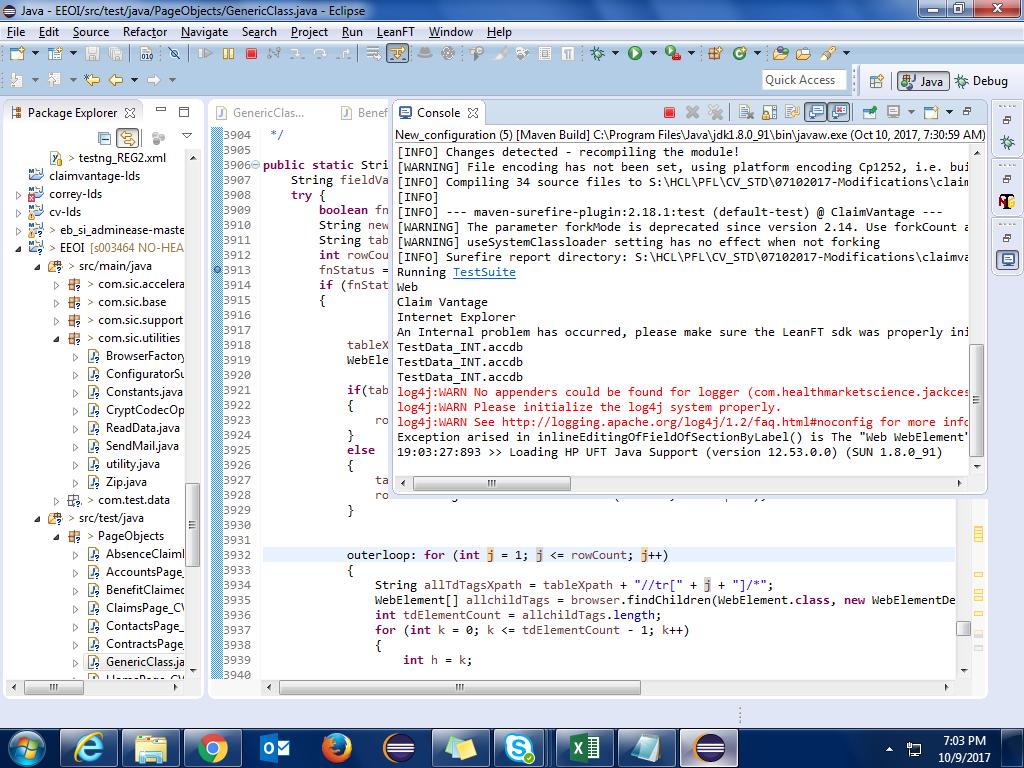 Java - EEOI/src/test/java/PageObjects/GenericClass.java - Eclipse
File Edit Source Refactor Navigate Search Project Run LeanFT Window Help
Quick Access
Java
Debug
Package Explorer
> testng_REG2.xml
claimvantage-lds
correy-lds
cv-lds
> eb_si_adminease-maste
> EEOI [s003464 NO-HEA
> src/main/java
> com.sic.accelera
> com.sic.base
> com.sic.support
> com.sic.utilities
BrowserFactory
ConfiguratorSu
Constants.java
CryptCodecOp
ReadData.java
SendMail.java
utility.java
Zip.java
> com.test.data
> src/test/java
> PageObjects
AbsenceClaimI
AccountsPage_
BenefitClaimed
ClaimsPage_CV
ContactsPage_
ContractsPage_
GenericClass.ja
GenericClas...
Benef
3904 */
3905
3906 public static Stri
3907 String fieldVa
3908 try {
3909 boolean fn
3910 String new
3911 String tab
3912 int rowCou
3913 fnStatus =
3914 if (fnStat
3915 {
3916
3917
3918 tableX
3919 WebEle
3920
3921 if(tab
3922 {
3923 ro
3924 }
3925 else
3926 {
3927 ta
3928 ro
3929 }
3930
3931
3932 outerloop: for (int j = 1; j <= rowCount; j++)
3933 {
3934 String allTdTagsXpath = tableXpath + "//tr[" + j + "]/*";
3935 WebElement[] allchildTags = browser.findChildren(WebElement.class, new WebElementDe
3936 int tdElementCount = allchildTags.length;
3937 for (int k = 0; k <= tdElementCount - 1; k++)
3938 {
3939 int h = k;
3940
Console
New_configuration (5) [Maven Build] C:\Program Files\Java\jdk1.8.0_91\bin\javaw.exe (Oct 10, 2017, 7:30:59 AM)
[INFO] Changes detected - recompiling the module!
[WARNING] File encoding has not been set, using platform encoding Cp1252, i.e. bui
[INFO] Compiling 34 source files to S:\HCL\PFL\CV_STD\07102017-Modifications\claim
[INFO]
[INFO] --- maven-surefire-plugin:2.18.1:test (default-test) @ ClaimVantage ---
[WARNING] The parameter forkMode is deprecated since version 2.14. Use forkCount a
[WARNING] useSystemClassloader setting has no effect when not forking
[INFO] Surefire report directory: S:\HCL\PFL\CV_STD\07102017-Modifications\claimva
Running TestSuite
Web
Claim Vantage
Internet Explorer
An Internal problem has occurred, please make sure the LeanFT sdk was properly ini
TestData_INT.accdb
TestData_INT.accdb
TestData_INT.accdb
log4j:WARN No appenders could be found for logger (com.healthmarketscience.jackces
log4j:WARN Please initialize the log4j system properly.
log4j:WARN See http://logging.apache.org/log4j/1.2/faq.html#noconfig for more info
Exception arised in inlineEditingOfFieldOfSectionByLabel() is The "Web WebElement"
19:03:27:893 >> Loading HP UFT Java Support (version 12.53.0.0) (SUN 1.8.0_91)
7:03 PM
10/9/2017